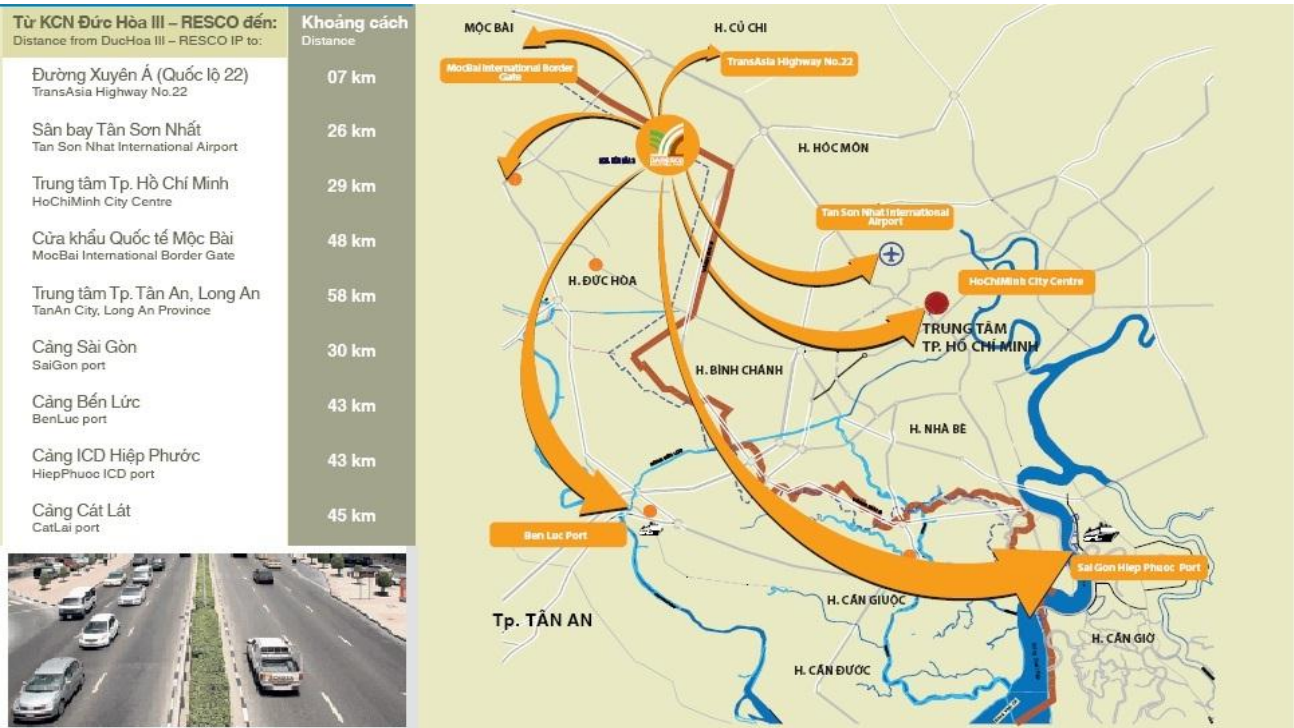 Từ KCN Đức Hòa III – RESCO đến:
Distance from DucHoa III – RESCO IP to:
Khoảng cách
Distance
Đường Xuyên Á (Quốc lộ 22)
TransAsia Highway No.22
07 km
Sân bay Tân Sơn Nhất
Tan Son Nhat International Airport
26 km
Trung tâm Tp. Hồ Chí Minh
HoChiMinh City Centre
29 km
Cửa khẩu Quốc tế Mộc Bài
MocBai International Border Gate
48 km
Trung tâm Tp. Tân An, Long An
TanAn City, Long An Province
58 km
Cảng Sài Gòn
SaiGon port
30 km
Cảng Bến Lức
BenLuc port
43 km
Cảng ICD Hiệp Phước
HiepPhuoc ICD port
43 km
Cảng Cát Lát
CatLai port
45 km
MỘC BÀI
H. CỦ CHI
MocBai International Border
Gate
TransAsia Highway No.22
H. HÓC MÔN
Tan Son Nhat International
Airport
H. ĐỨC HÒA
HoChiMinh City Centre
TRUNG TÂM
TP. HỒ CHÍ MINH
H. BÌNH CHÁNH
H. NHÀ BÈ
Ben Luc Port
Sai Gon Hiep Phuoc Port
H. CẦN GIUỘC
Tp. TÂN AN
H. CẦN GIỜ
H. CẦN ĐƯỚC